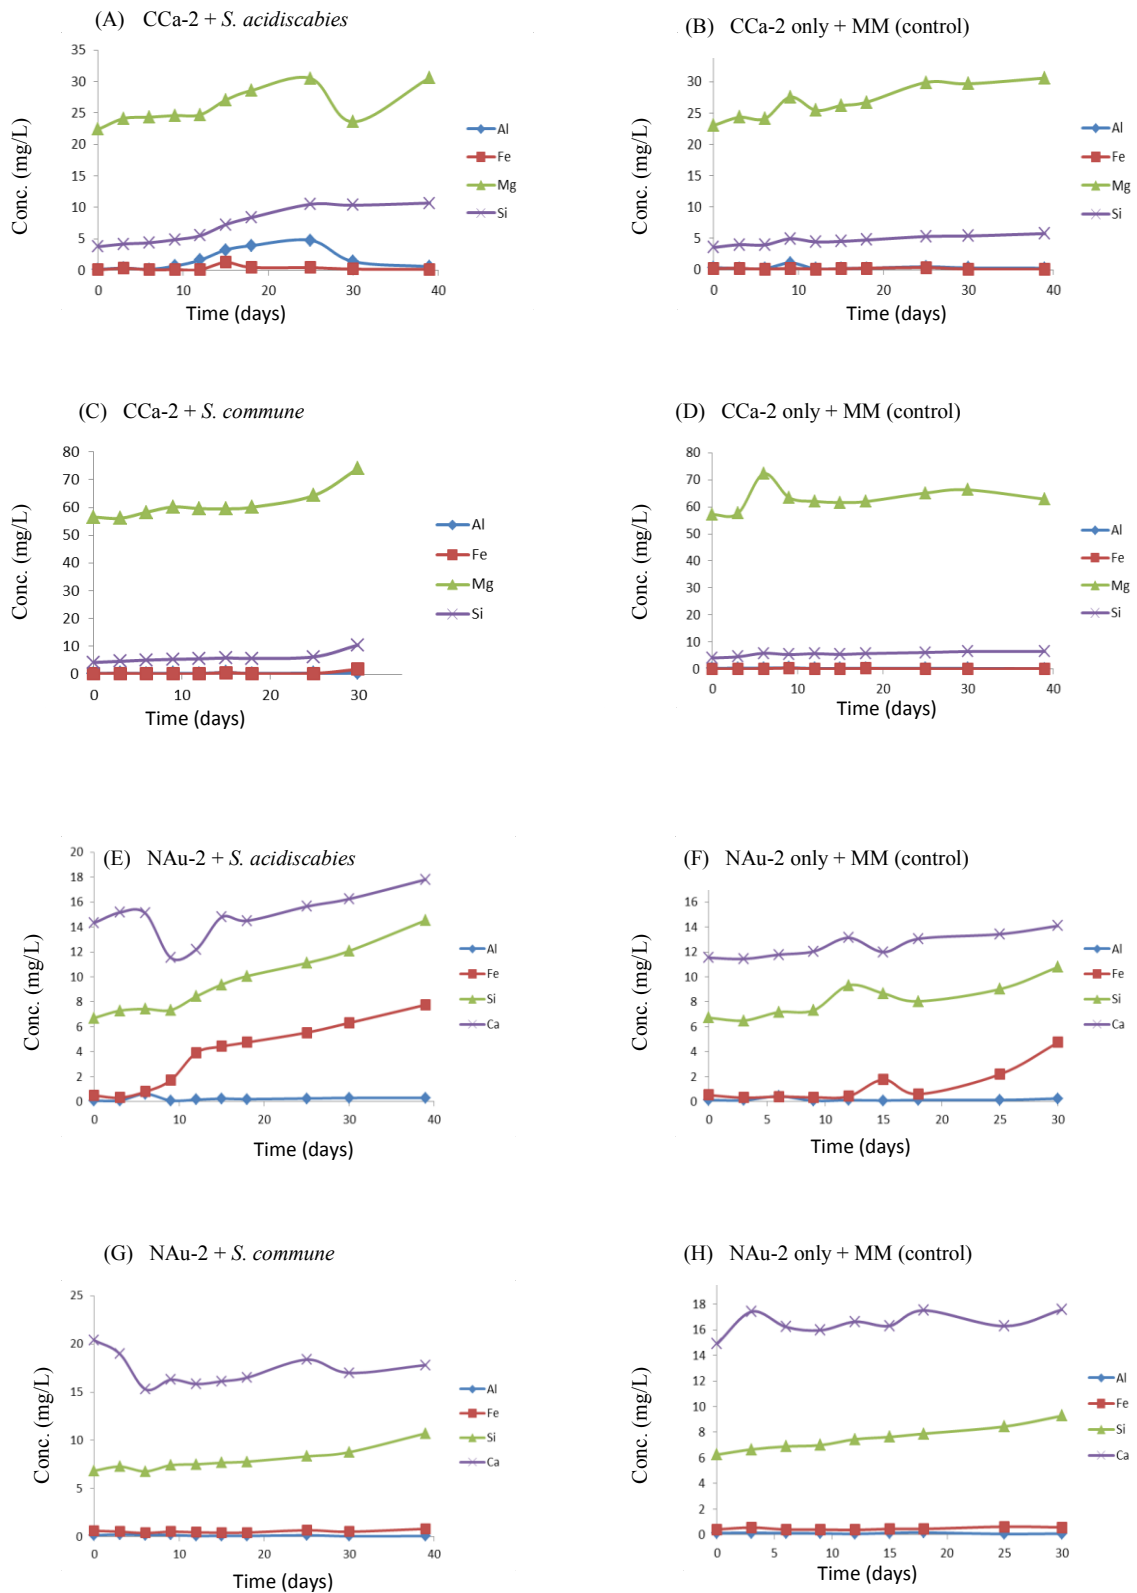 (A) CCa-2 + S. acidiscabies
35
30
25
20
15
10
5
0
0 10 20 30 40
Conc. (mg/L)
Time (days)
Al
Fe
Mg
Si
(B) CCa-2 only + MM (control)
30
25
20
15
10
5
0
0 10 20 30 40
Conc. (mg/L)
Time (days)
Al
Fe
Mg
Si
(C) CCa-2 + S. commune
80
70
60
50
40
30
20
10
0
0 10 20 30
Conc. (mg/L)
Time (days)
Al
Fe
Mg
Si
(D) CCa-2 only + MM (control)
80
70
60
50
40
30
20
10
0
0 10 20 30 40
Conc. (mg/L)
Time (days)
Al
Fe
Mg
Si
(E) NAu-2 + S. acidiscabies
20
18
16
14
12
10
8
6
4
2
0
0 10 20 30 40
Conc. (mg/L)
Time (days)
Al
Fe
Si
Ca
(F) NAu-2 only + MM (control)
16
14
12
10
8
6
4
2
0
0 5 10 15 20 25 30
Conc. (mg/L)
Time (days)
Al
Fe
Si
Ca
(G) NAu-2 + S. commune
25
20
15
10
5
0
0 10 20 30 40
Conc. (mg/L)
Time (days)
Al
Fe
Si
Ca
(H) NAu-2 only + MM (control)
18
16
14
12
10
8
6
4
2
0
0 5 10 15 20 25 30
Conc. (mg/L)
Time (days)
Al
Fe
Si
Ca